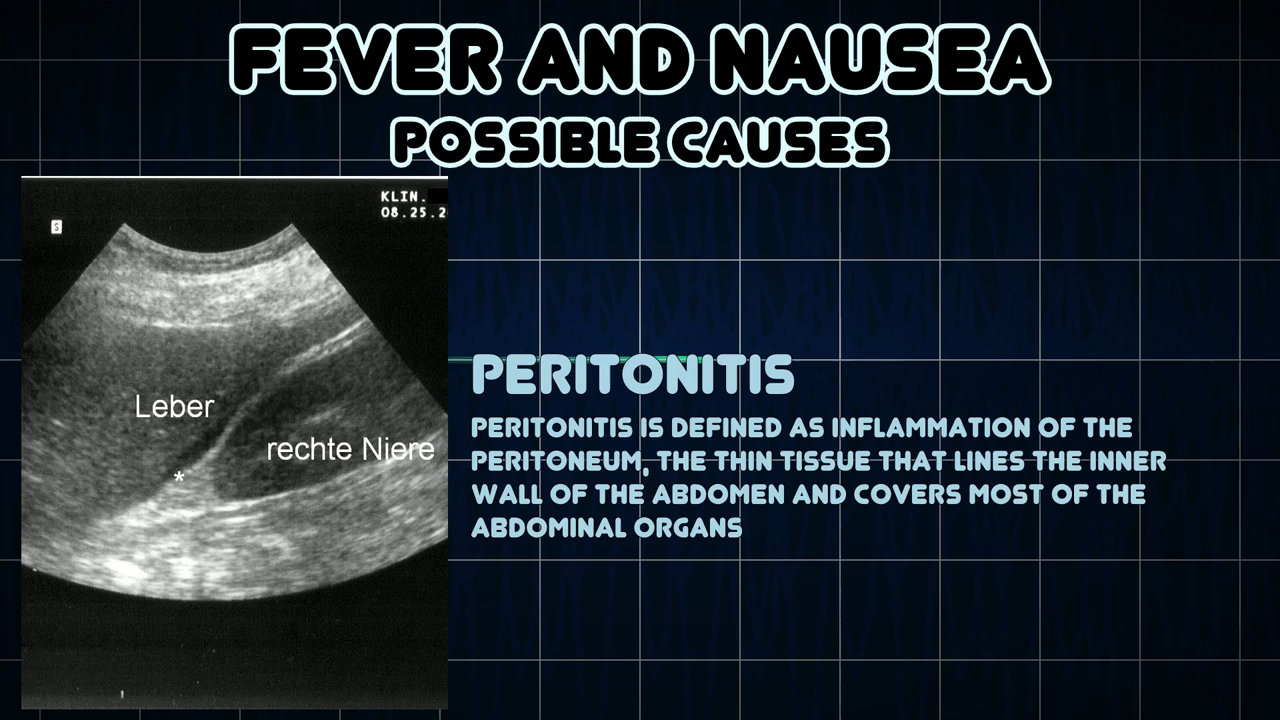 FEVER AND NAUSEA
POSSIBLE CAUSES
KLIN.
08.25.2
S
Leber
rechte Niere
*
PERITONITIS
PERITONITIS IS DEFINED AS INFLAMMATION OF THE
PERITONEUM, THE THIN TISSUE THAT LINES THE INNER
WALL OF THE ABDOMEN AND COVERS MOST OF THE
ABDOMINAL ORGANS